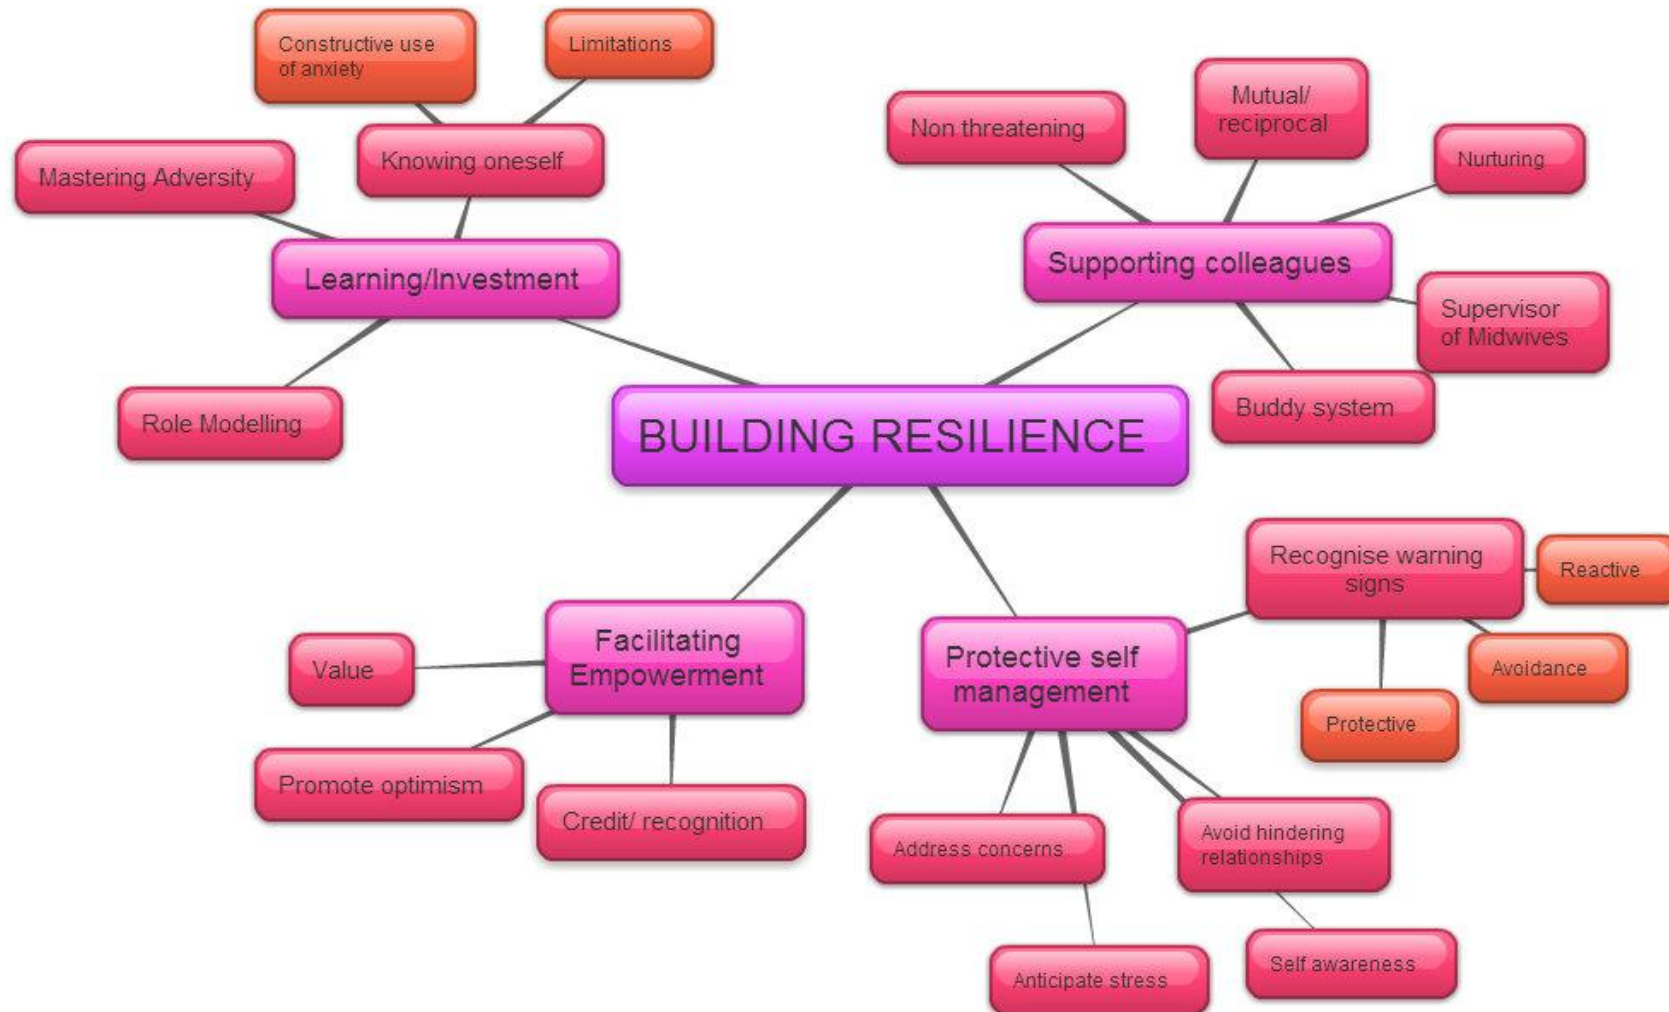 Constructive use
of anxiety
Limitations
Mastering Adversity
Knowing oneself
Learning/Investment
Role Modelling
Non threatening
Mutual/
reciprocal
Nurturing
Supporting colleagues
Supervisor
of Midwives
Buddy system
BUILDING RESILIENCE
Facilitating
Empowerment
Value
Promote optimism
Credit/ recognition
Protective self
management
Recognise warning
signs
Reactive
Avoidance
Protective
Address concerns
Avoid hindering
relationships
Anticipate stress
Self awareness